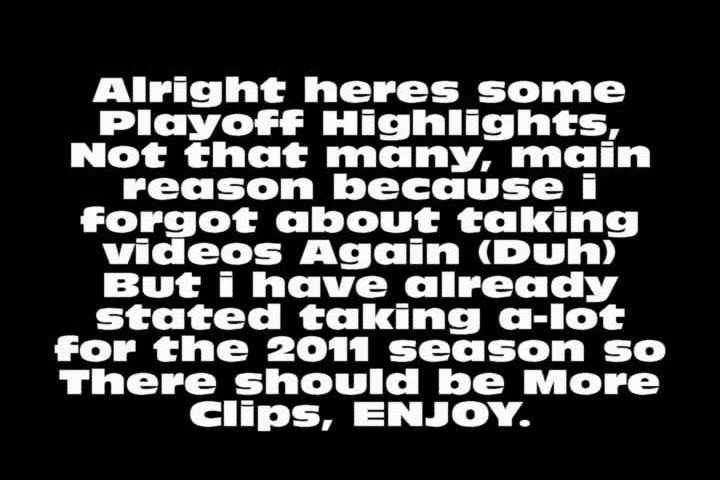 Alright heres some
Playoff Highlights,
Not that many, main
reason because i
forgot about taking
videos Again (Duh)
But i have already
stated taking a-lot
for the 2011 season so
There should be More
Clips, ENJOY.